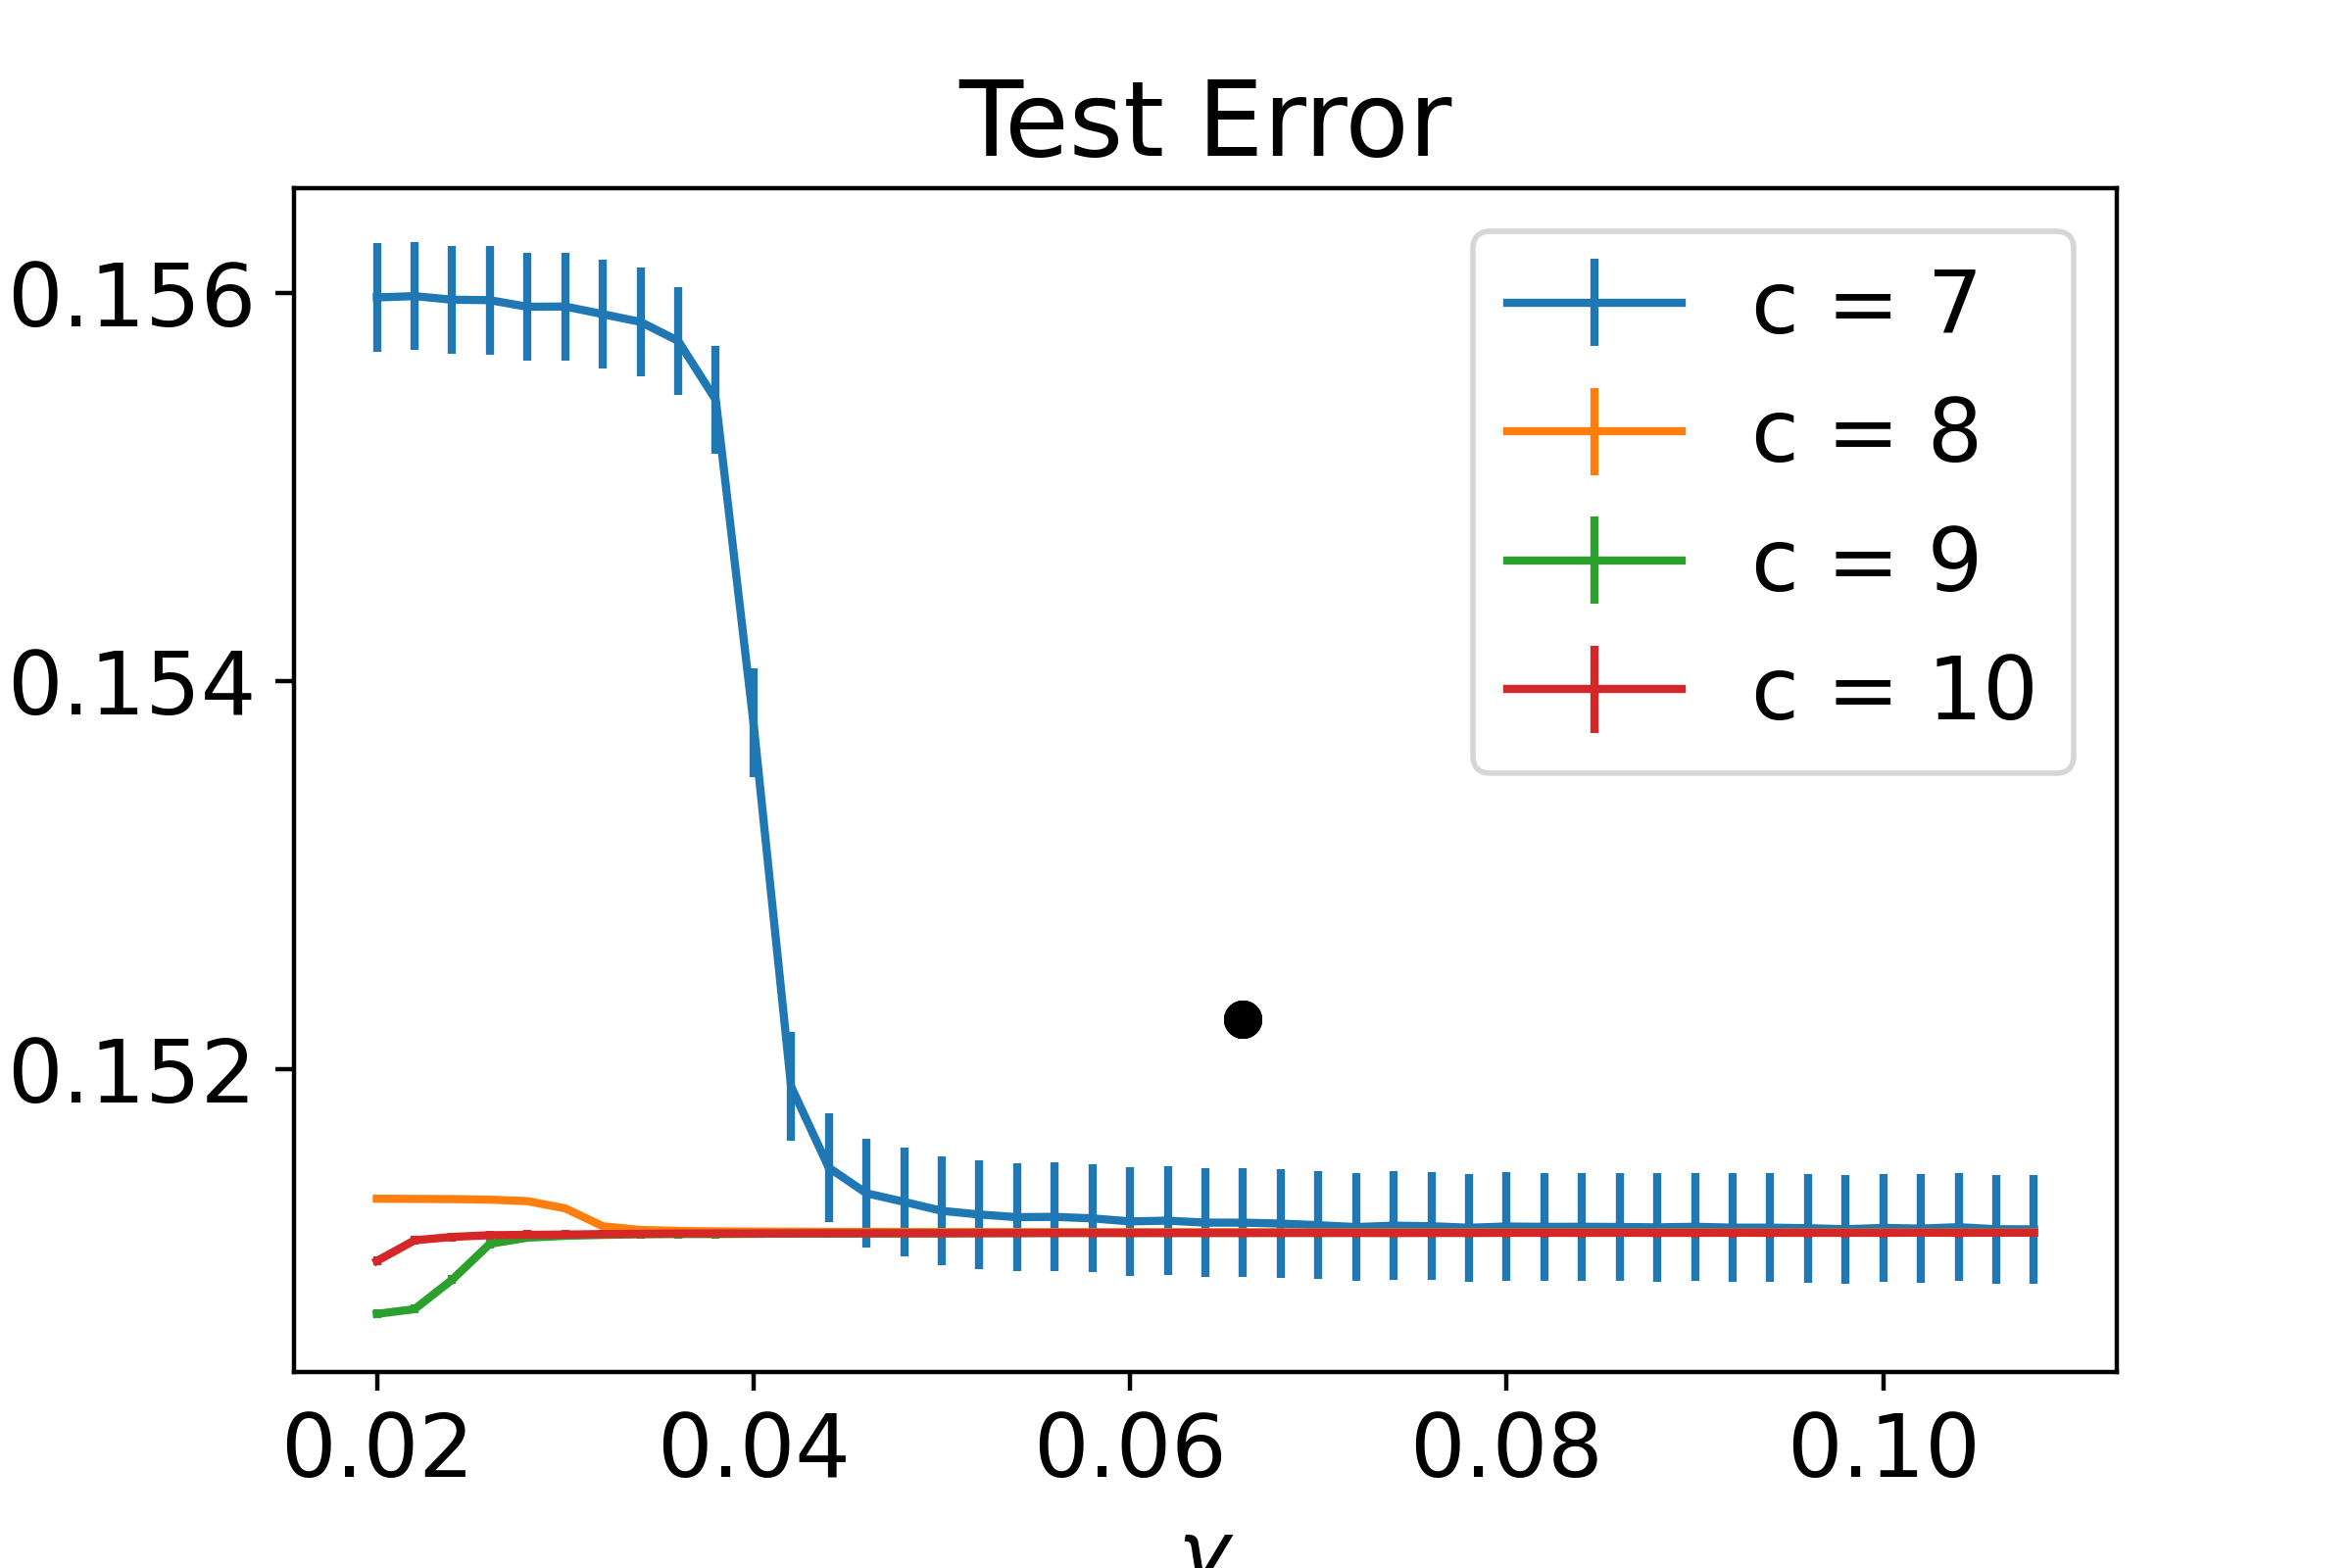 Test Error
0.156
0.154
0.152
c = 7
c = 8
c = 9
c = 10
0.02 0.04 0.06 0.08 0.10